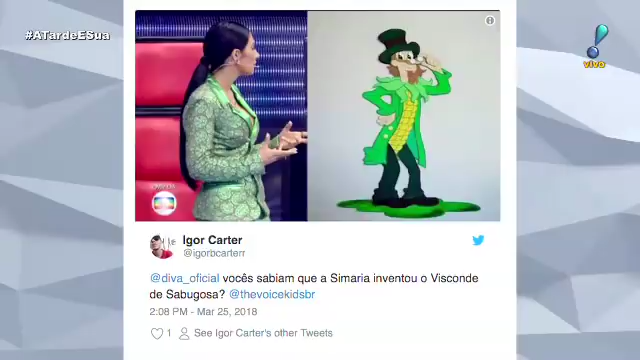 #ATardeESua
viva
Igor Carter
@igorbcarterr
@diva_oficial vocês sabiam que a Simaria inventou o Visconde
de Sabugosa? @thevoicekidsbr
2:08 PM - Mar 25, 2018
1 See Igor Carter's other Tweets